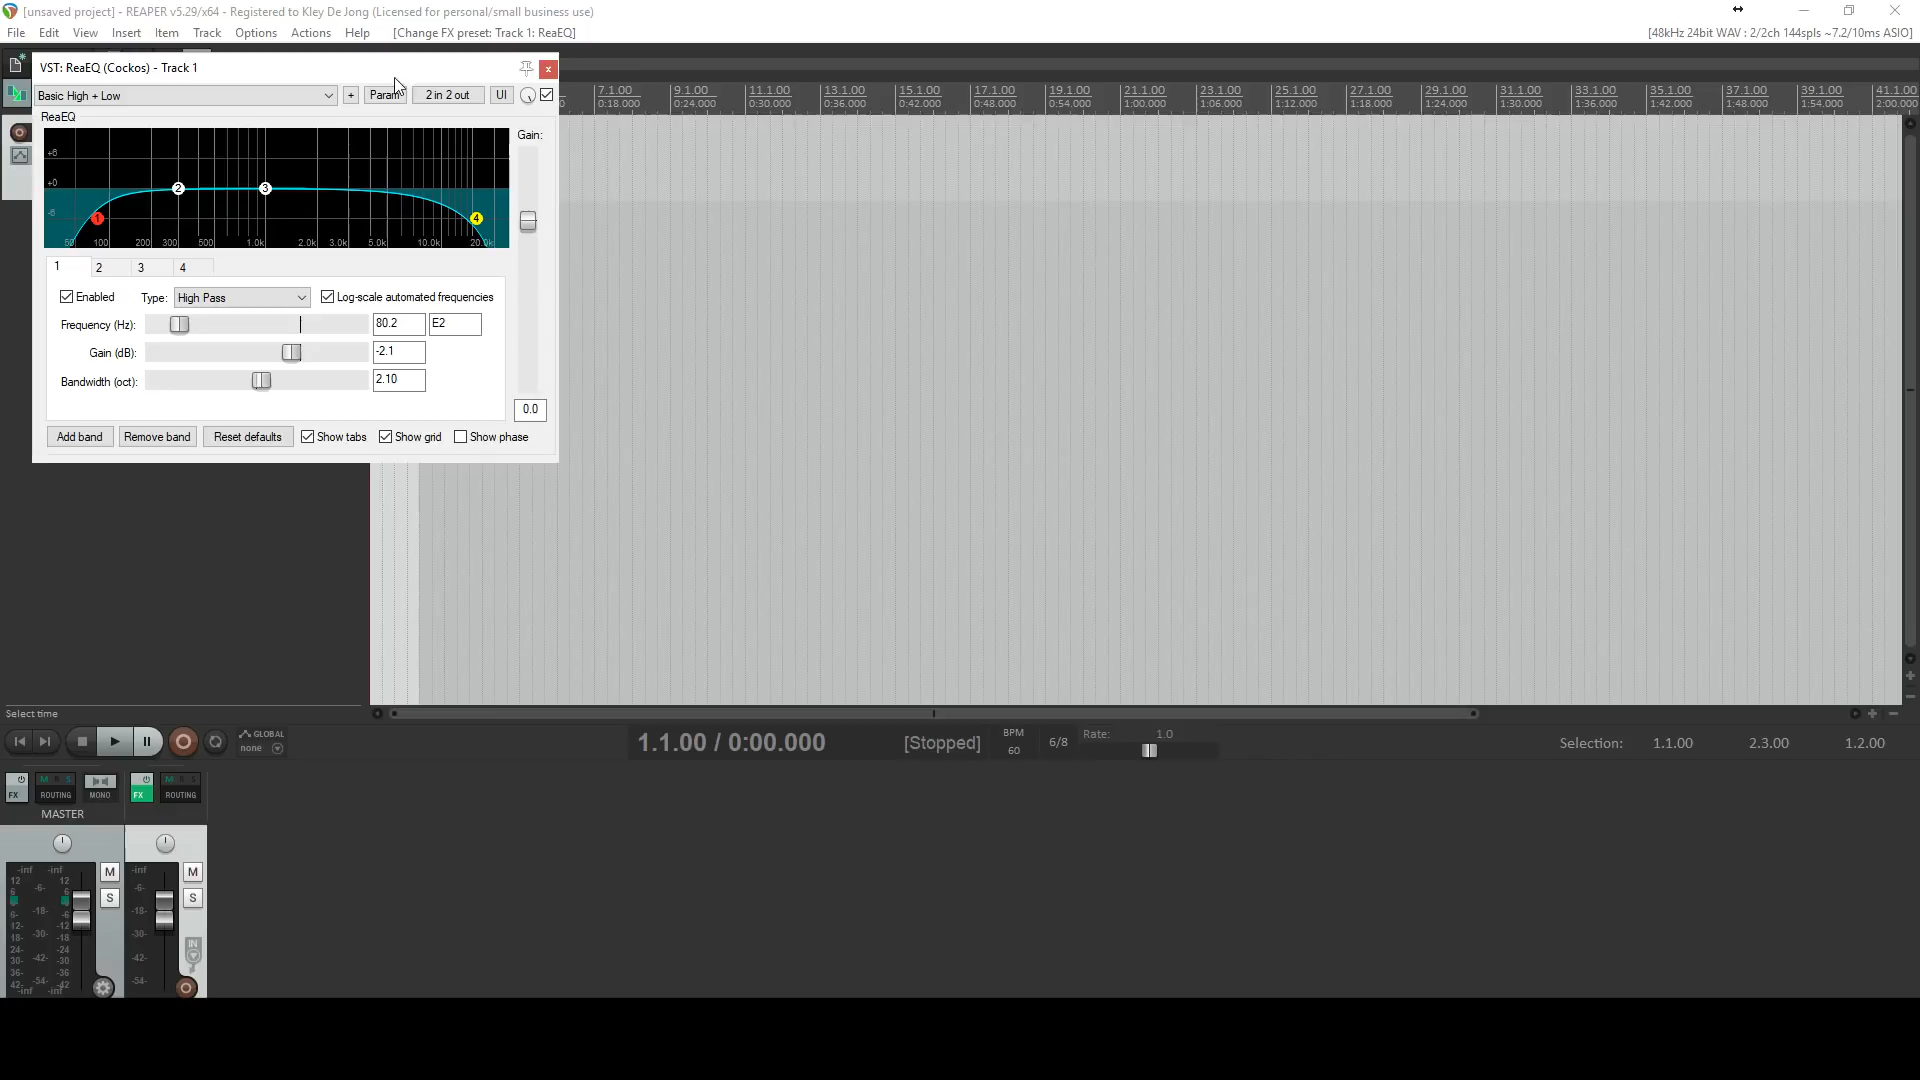 [unsaved project] - REAPER v5.29/x64 - Registered to Kley De Jong (Licensed for personal/small business use)
File Edit View Insert Item Track Options Actions Help [Change FX preset: Track 1: ReaEQ]
[48kHz 24bit WAV : 2/2ch 144spls ~7.2/10ms ASIO]
VST: ReaEQ (Cockos) - Track 1
Basic High + Low + Param 2 in 2 out UI
ReaEQ
Gain:
+6
+0
-6
1 2 3 4
50 100 200 300 500 1.0k 2.0k 3.0k 5.0k 10.0k 20.0k
1 2 3 4
Enabled Type: High Pass Log-scale automated frequencies
Frequency (Hz): 80.2 E2
Gain (dB): -2.1
Bandwidth (oct): 2.10
0.0
Add band Remove band Reset defaults Show tabs Show grid Show phase
0 7.1.00 9.1.00 11.1.00 13.1.00 15.1.00 17.1.00 19.1.00 21.1.00 23.1.00 25.1.00 27.1.00 29.1.00 31.1.00 33.1.00 35.1.00 37.1.00 39.1.00 41.1.00
0:18.000 0:24.000 0:30.000 0:36.000 0:42.000 0:48.000 0:54.000 1:00.000 1:06.000 1:12.000 1:18.000 1:24.000 1:30.000 1:36.000 1:42.000 1:48.000 1:54.000 2:00.000
Select time
GLOBAL
none
1.1.00 / 0:00.000 [Stopped]
BPM
60
6/8
Rate: 1.0
Selection: 1.1.00 2.3.00 1.2.00
FX M R S ROUTING MONO FX M R S ROUTING
MASTER
-inf -inf M -inf M
12 12
6 -6- 6 S -6- S
6- -6
12- -18- -12 -18-
18- -18
24- -30- -24 -30- IN
30- -30
36- -42- -36 -42-
42- -54- -42 -54-
-inf -inf